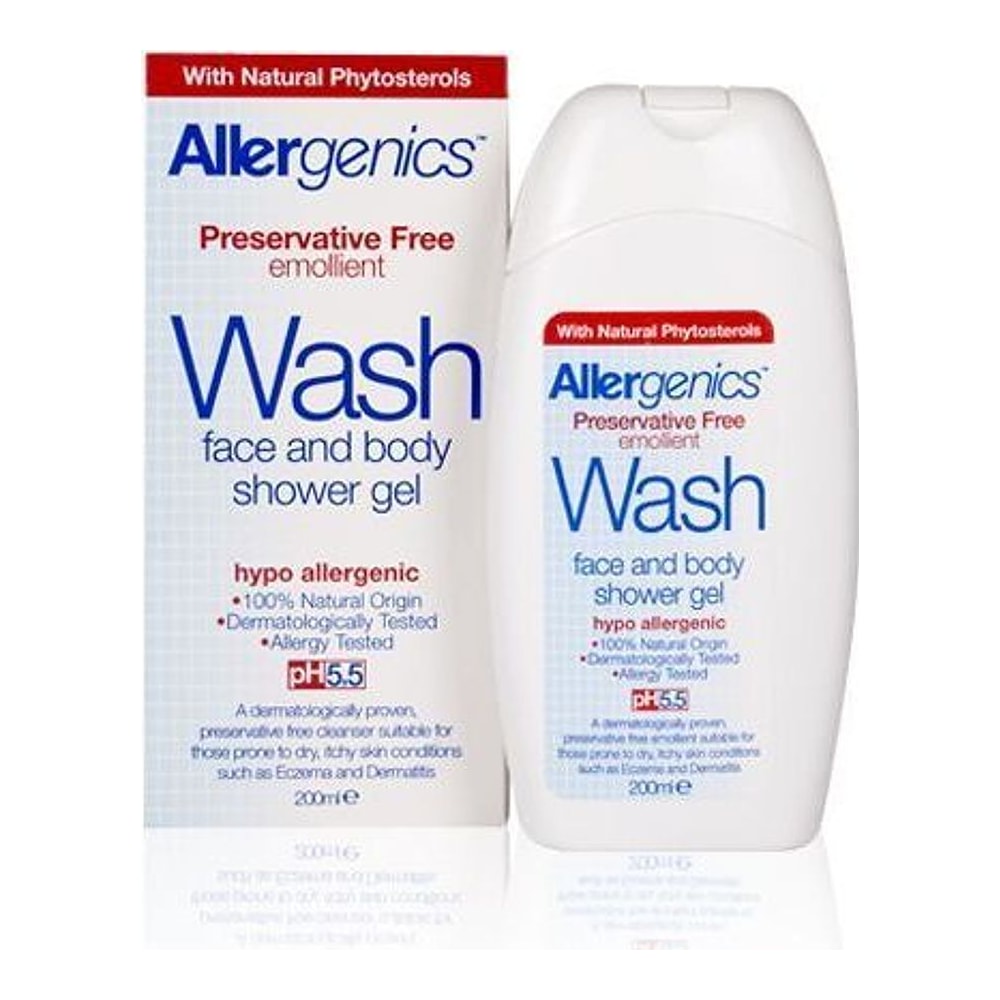 With Natural Phytosterols
Allergenics™
Preservative Free
emollient
Wash
face and body
shower gel
hypo allergenic
•100% Natural Origin
•Dermatologically Tested
•Allergy Tested
pH5.5
A dermatologically proven,
preservative free cleanser suitable for
those prone to dry, itchy skin conditions
such as Eczema and Dermatitis
200ml℮
With Natural Phytosterols
Allergenics™
Preservative Free
emollient
Wash
face and body
shower gel
hypo allergenic
•100% Natural Origin
•Dermatologically Tested
•Allergy Tested
pH5.5
A dermatologically proven,
preservative free emollient suitable for
those prone to dry, itchy skin conditions
such as Eczema and Dermatitis
200ml℮